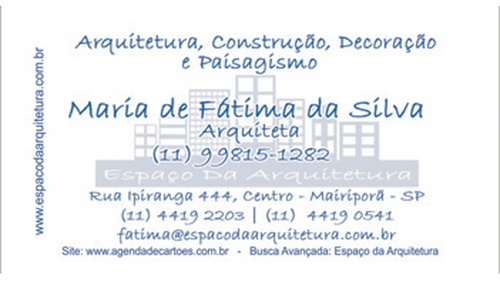 Arquitetura, Construção, Decoração
e Paisagismo
Maria de Fátima da Silva
Arquiteta
(11) 99815-1282
Espaço Da Arquitetura
Rua Ipiranga 444, Centro - Mairiporã - SP
(11) 4419 2203 | (11) 4419 0541
fatima@espacodaarquitetura.com.br
Site: www.agendadecartoes.com.br - Busca Avançada: Espaço da Arquitetura
www.espacodaarquitetura.com.br